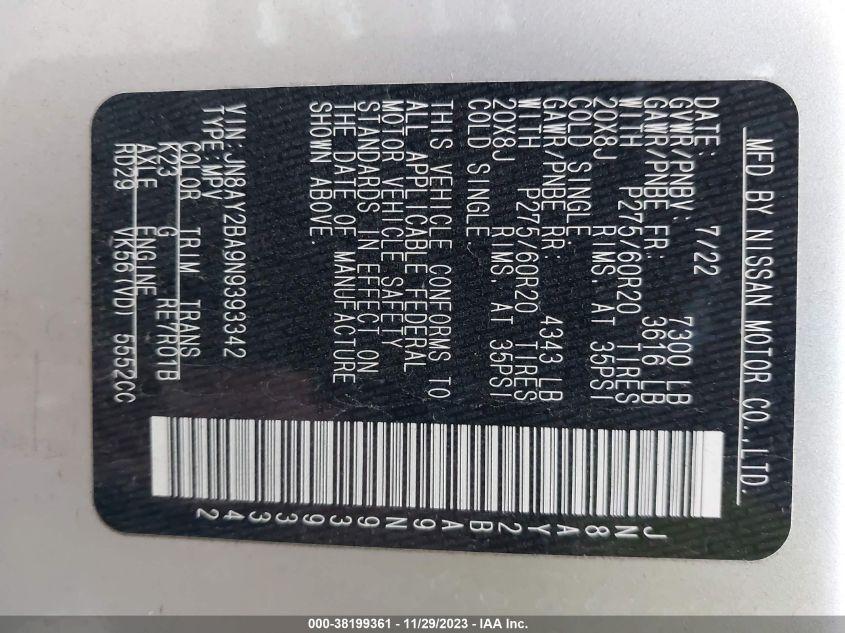 MFD BY NISSAN MOTOR CO.,LTD.
DATE: 7/22
GVWR/PNBV: 7300 LB
GAWR/PNBE FR: 3676 LB
WITH P275/60R20 TIRES
20X8J RIMS, AT 35PSI
COLD SINGLE.
GAWR/PNBE RR: 4343 LB
WITH P275/60R20 TIRES
20X8J RIMS, AT 35PSI
COLD SINGLE.
THIS VEHICLE CONFORMS TO
ALL APPLICABLE FEDERAL
MOTOR VEHICLE SAFETY
STANDARDS IN EFFECT ON
THE DATE OF MANUFACTURE
SHOWN ABOVE.
VIN: JN8AY2BA9N9393342
TYPE: MPV
COLOR TRIM TRANS
K23 G RE7R01B
AXLE ENGINE
RD29 VK56 (VD) 5552CC
JN8AY2BA9N9393342
000-38199361 - 11/29/2023 - IAA Inc.